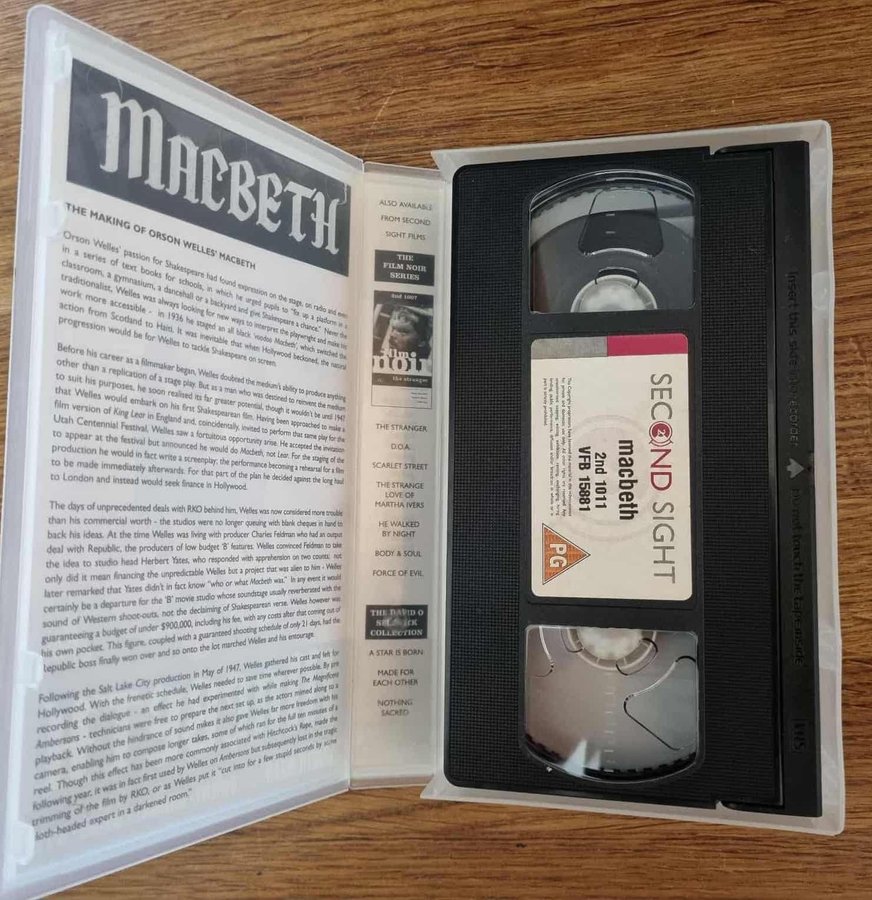 MACBETH
THE MAKING OF ORSON WELLES' MACBETH
Orson Welles' passion for Shakespeare had found expression on the stage, on radio and even
in a series of text books for schools, in which he urged pupils to "fix up a platform in a
classroom, a gymnasium, a dancehall or a backyard and give Shakespeare a chance." Never the
traditionalist, Welles was always looking for new ways to interpret the playwright and make his
work more accessible - in 1936 he staged an all black 'voodoo Macbeth', which switched the
action from Scotland to Haiti. It was inevitable that when Hollywood beckoned, the natural
progression would be for Welles to tackle Shakespeare on screen.
Before his career as a filmmaker began, Welles doubted the medium's ability to produce anything
other than a replication of a stage play. But as a man who was destined to reinvent the medium
to suit his purposes, he soon realised its far greater potential, though it wouldn't be until 1947
that Welles would embark on his first Shakespearean film. Having been approached to make a
film version of King Lear in England and, coincidentally, invited to perform that same play for the
Utah Centennial Festival, Welles saw a fortuitous opportunity arise. He accepted the invitation
to appear at the festival but announced he would do Macbeth, not Lear. For the staging of the
production he would in fact write a screenplay; the performance becoming a rehearsal for a film
to be made immediately afterwards. For that part of the plan he decided against the long haul
to London and instead would seek finance in Hollywood.
The days of unprecedented deals with RKO behind him, Welles was now considered more trouble
than his commercial worth - the studios were no longer queuing with blank cheques in hand to
back his ideas. At the time Welles was living with producer Charles Feldman who had an output
deal with Republic, the producers of low budget 'B' features. Welles convinced Feldman to take
the idea to studio head Herbert Yates, who responded with apprehension on two counts: not
only did it mean financing the unpredictable Welles but a project that was alien to him - Welles
later remarked that Yates didn't in fact know "who or what Macbeth was." In any event it would
certainly be a departure for the 'B' movie studio whose soundstage usually reverberated with the
sound of Western shoot-outs, not the declaiming of Shakespearean verse. Welles however was
guaranteeing a budget of under $900,000, including his fee, with any costs after that coming out of
his own pocket. This figure, coupled with a guaranteed shooting schedule of only 21 days, had the
Republic boss finally won over and so onto the lot marched Welles and his entourage.
Following the Salt Lake City production in May of 1947, Welles gathered his cast and left for
Hollywood. With the frenetic schedule, Welles needed to save time wherever possible. By pre
recording the dialogue - an effect he had experimented with while making The Magnificent
Ambersons - technicians were free to prepare the next set up, as the actors mimed along to a
playback. Without the hindrance of sound mikes it also gave Welles far more freedom with his
camera, enabling him to compose longer takes, some of which ran for the full ten minutes of a
reel. Though this effect has been more commonly associated with Hitchcock's Rope, made the
following year, it was in fact first used by Welles on Ambersons but subsequently lost in the tragic
trimming of the film by RKO, or as Welles put it "cut into for a few stupid seconds by some
cloth-headed expert in a darkened room."
ALSO AVAILABLE
FROM SECOND
SIGHT FILMS
THE
FILM NOIR
SERIES
2nd 1007
film
noir
the stranger
THE STRANGER
D.O.A.
SCARLET STREET
THE STRANGE
LOVE OF
MARTHA IVERS
HE WALKED
BY NIGHT
BODY & SOUL
FORCE OF EVIL
THE DAVID O
SELZNICK
COLLECTION
A STAR IS BORN
MADE FOR
EACH OTHER
NOTHING
SACRED
SECOND SIGHT
macbeth
2nd 1011
VFB 15881
PG
Insert this side into recorder
Do not touch the tape inside
VHS